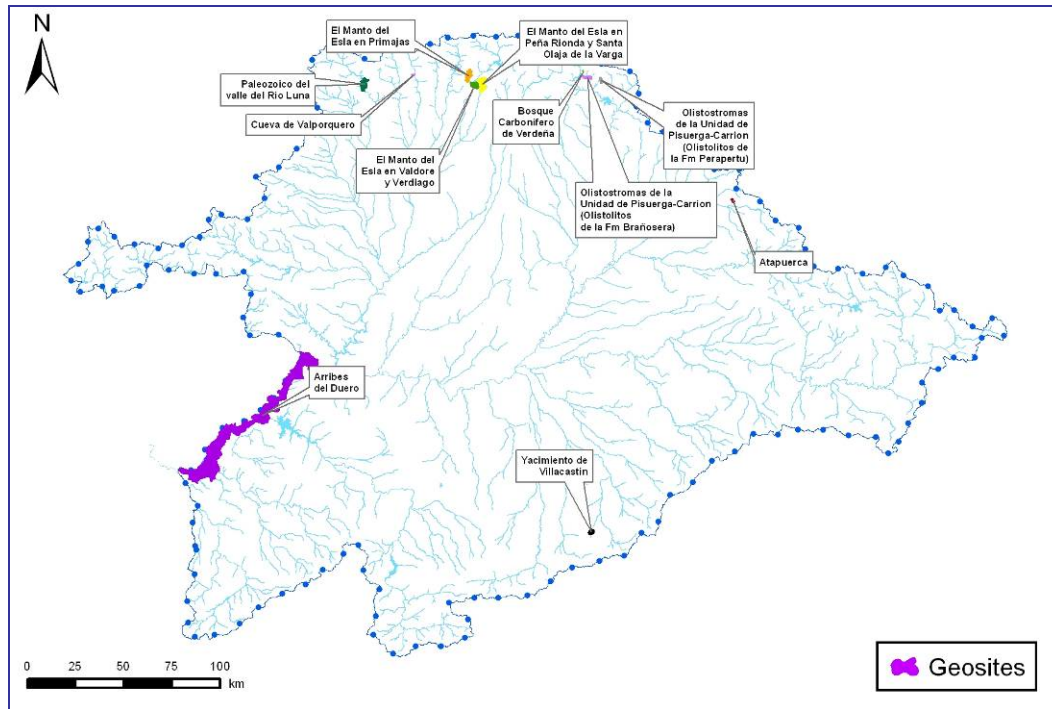 N
El Manto del
Esla en Primajas
El Manto del Esla en
Peña Rionda y Santa
Olaja de la Varga
Paleozoico del
valle del Rio Luna
Cueva de Valporquero
Bosque
Carbonifero
de Verdeña
Olistostromas
de la Unidad de
Pisuerga-Carrion
(Olistolitos de
la Fm Perapertu)
El Manto del
Esla en Valdore
y Verdiago
Olistostromas de la
Unidad de Pisuerga-Carrion
(Olistolitos
de la Fm Brañosera)
Atapuerca
Arribes
del Duero
Yacimiento de
Villacastin
0 25 50 75 100
km
Geosites